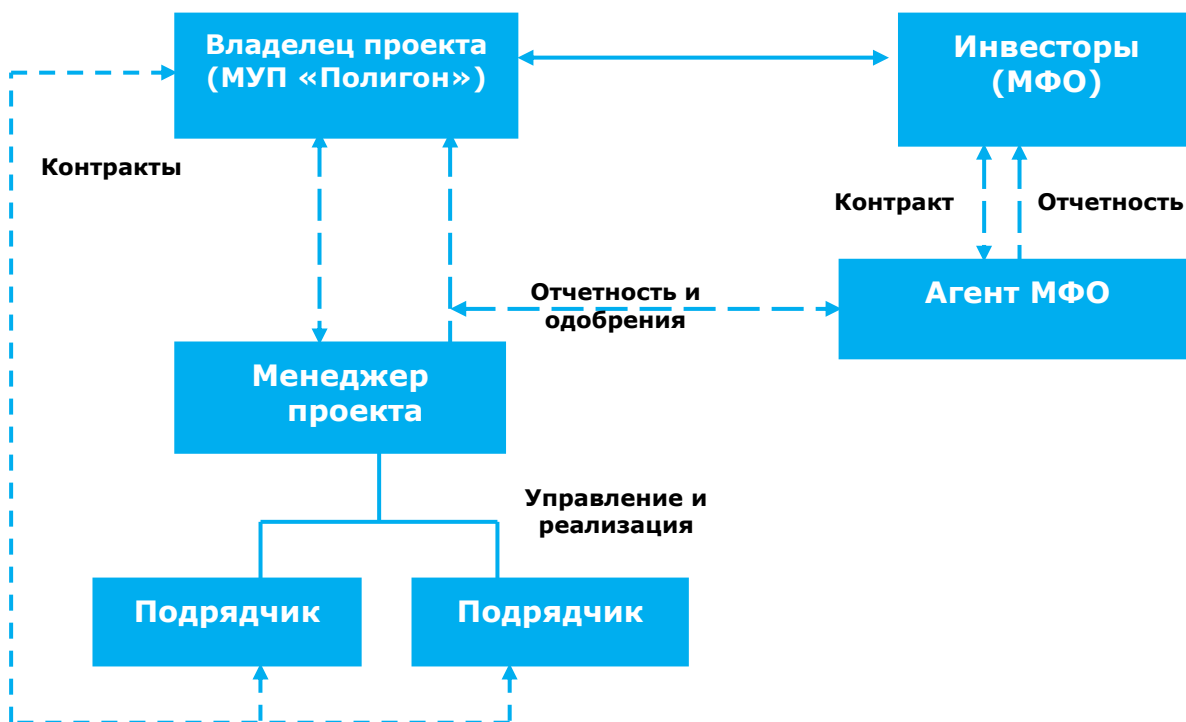 Владелец проекта
(МУП «Полигон»)
Инвесторы
(МФО)
Контракты
Контракт
Отчетность
Отчетность и
одобрения
Агент МФО
Менеджер
проекта
Управление и
реализация
Подрядчик
Подрядчик